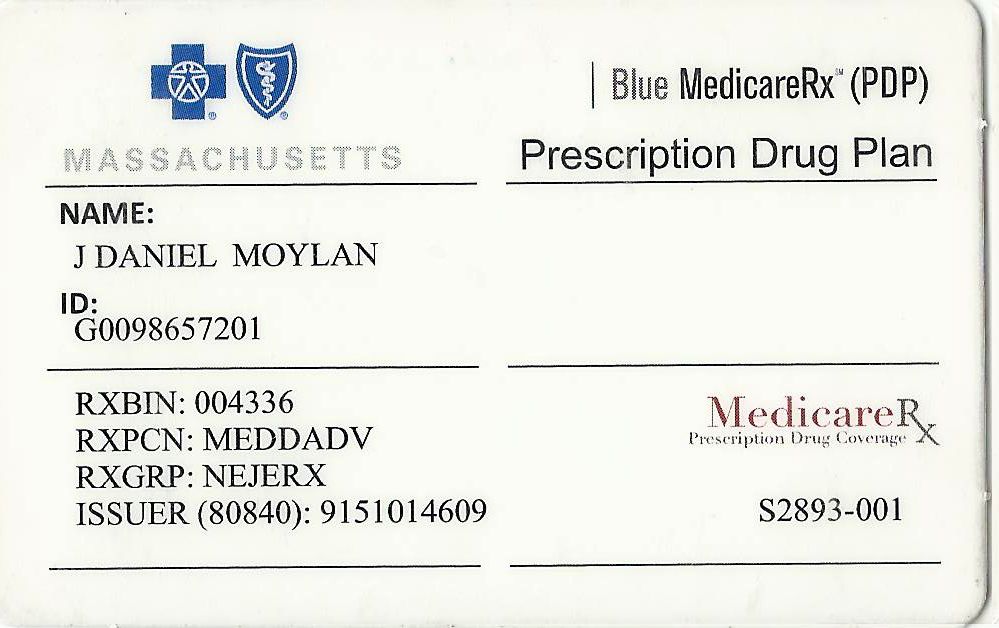 MASSACHUSETTS
Blue MedicareRx℠ (PDP)
Prescription Drug Plan
NAME:
J DANIEL MOYLAN
ID:
G0098657201
RXBIN: 004336
RXPCN: MEDDADV
RXGRP: NEJERX
ISSUER (80840): 9151014609
MedicareRx
Prescription Drug Coverage
S2893-001